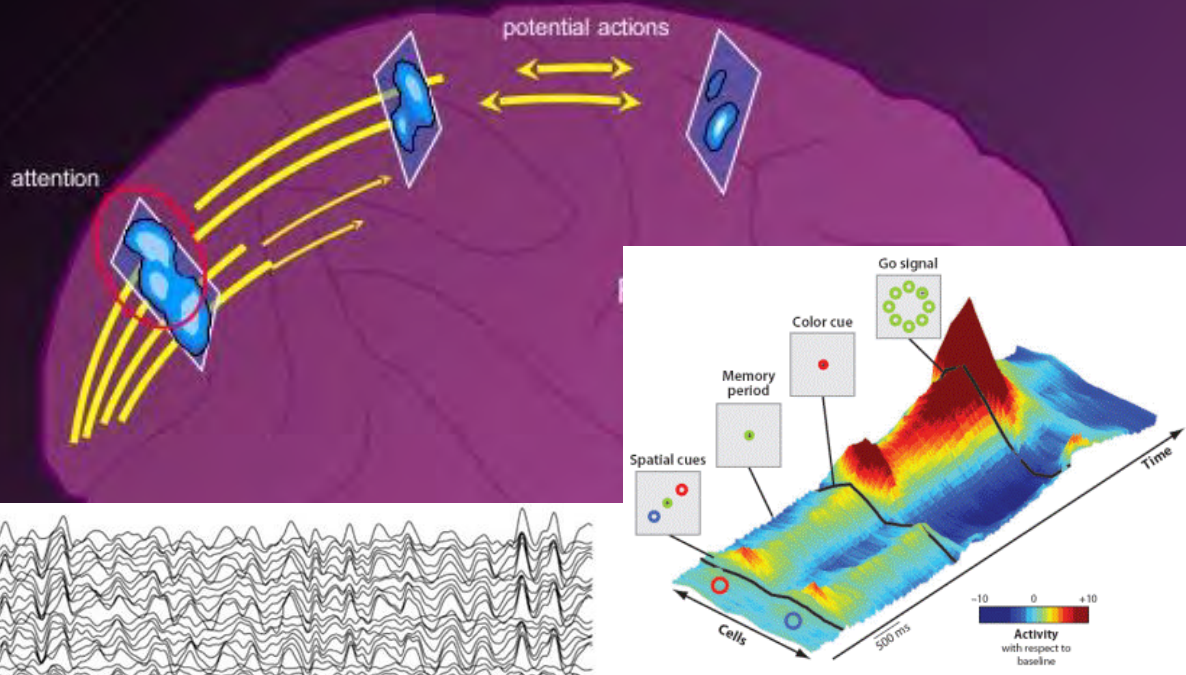 potential actions
attention
Go signal
Color cue
Memory
period
Spatial cues
Time
Cells
500 ms
–10 0 +10
Activity
with respect to
baseline